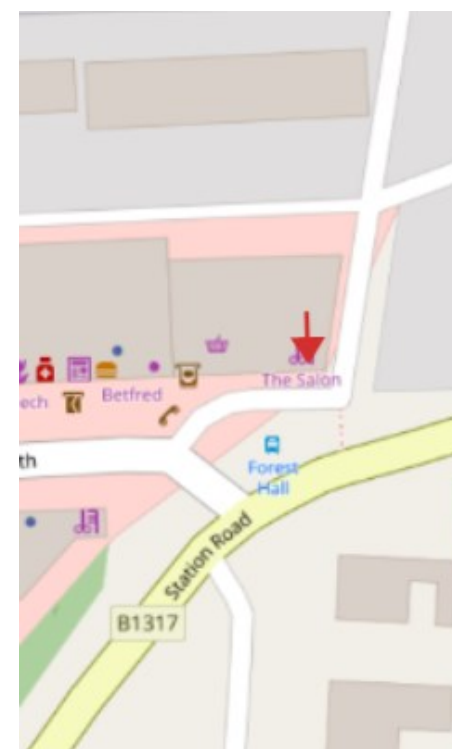 The Salon
ech
Betfred
th
Forest
Hall
Station Road
B1317